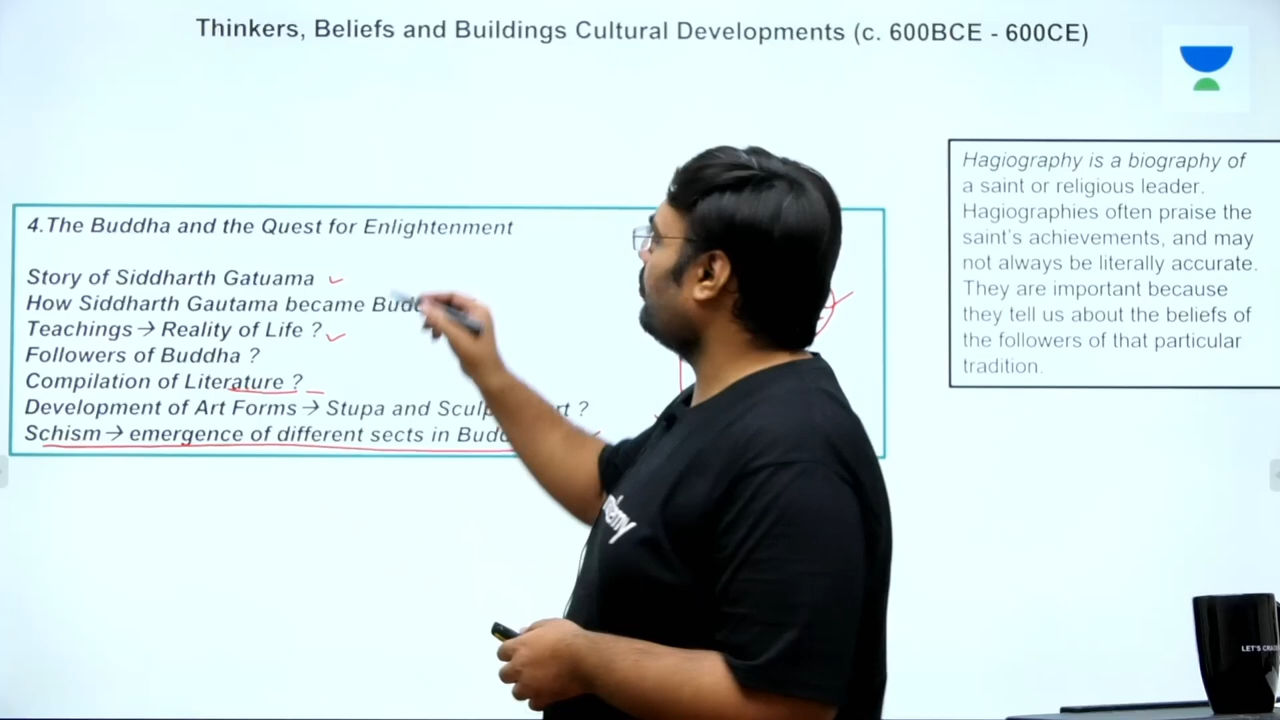 Thinkers, Beliefs and Buildings Cultural Developments (c. 600BCE - 600CE)
4.The Buddha and the Quest for Enlightenment
Story of Siddharth Gatuama
How Siddharth Gautama became
Teachings→ Reality of Life ?
Followers of Buddha ?
Compilation of Literature ?
Development of Art Forms→ Stupa and ?
Schism→ emergence of different sects in
Hagiography is a biography of
a saint or religious leader.
Hagiographies often praise the
saint's achievements, and may
not always be literally accurate.
They are important because
they tell us about the beliefs of
the followers of that particular
tradition.
LET'S